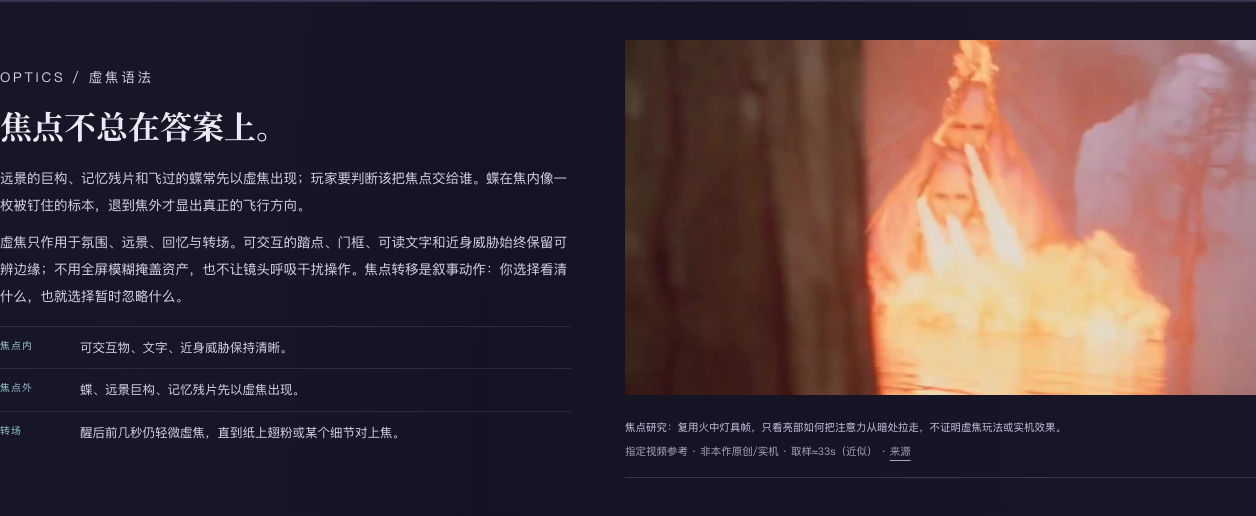 OPTICS / 虚焦语法
焦点不总在答案上。
远景的巨构、记忆残片和飞过的蝶常先以虚焦出现；玩家要判断该把焦点交给谁。蝶在焦内像一
枚被钉住的标本，退到焦外才显出真正的飞行方向。
虚焦只作用于氛围、远景、回忆与转场。可交互的踏点、门框、可读文字和近身威胁始终保留可
辨边缘；不用全屏模糊掩盖资产，也不让镜头呼吸干扰操作。焦点转移是叙事动作：你选择看清
什么，也就选择暂时忽略什么。
焦点内 可交互物、文字、近身威胁保持清晰。
焦点外 蝶、远景巨构、记忆残片先以虚焦出现。
转场 醒后前几秒仍轻微虚焦，直到纸上翅粉或某个细节对上焦。
焦点研究：复用火中灯具帧，只看亮部如何把注意力从暗处拉走，不证明虚焦玩法或实机效果。
指定视频参考 · 非本作原创/实机 · 取样≈33s（近似） · 来源